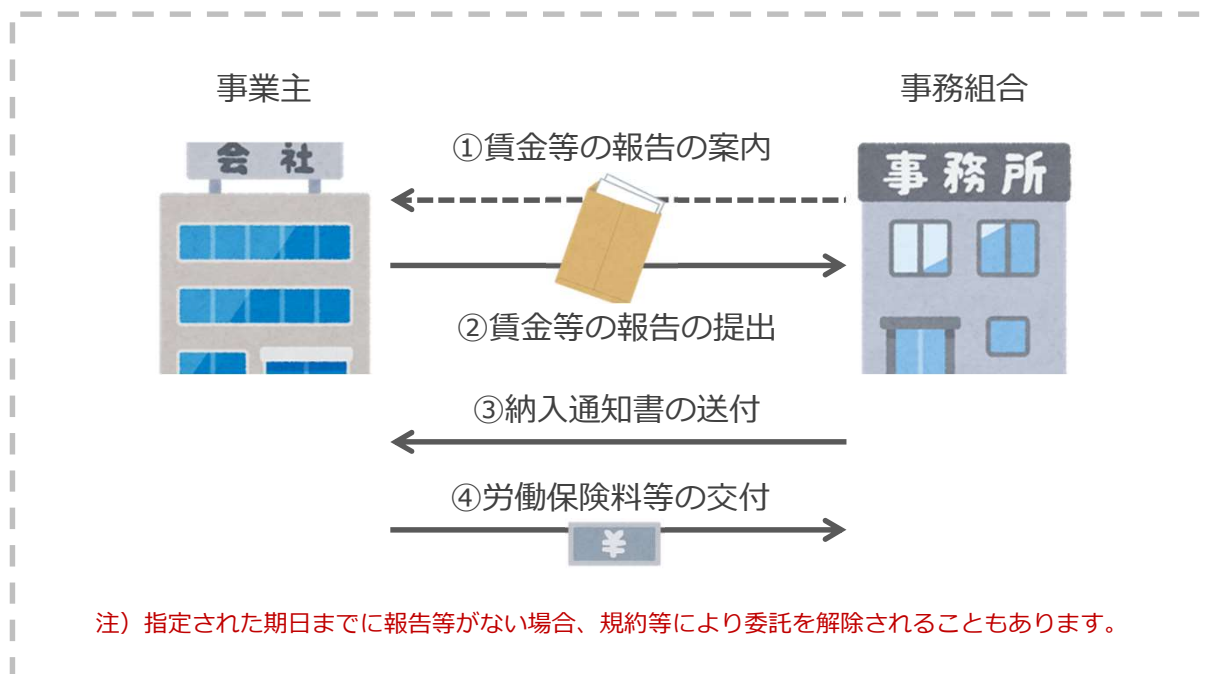 事業主
事務組合
会社
事務所
①賃金等の報告の案内
②賃金等の報告の提出
③納入通知書の送付
④労働保険料等の交付
¥
注）指定された期日までに報告等がない場合、規約等により委託を解除されることもあります。